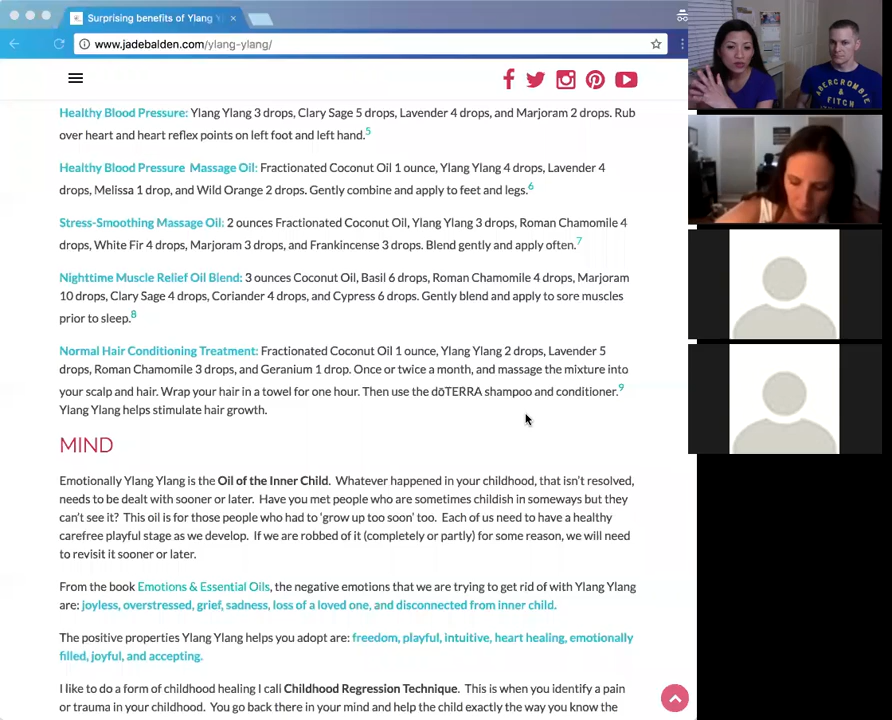 Surprising benefits of Ylang Y
www.jadebalden.com/ylang-ylang/
ABERCROMBIE
& FITCH
Healthy Blood Pressure: Ylang Ylang 3 drops, Clary Sage 5 drops, Lavender 4 drops, and Marjoram 2 drops. Rub
over heart and heart reflex points on left foot and left hand.5
Healthy Blood Pressure Massage Oil: Fractionated Coconut Oil 1 ounce, Ylang Ylang 4 drops, Lavender 4
drops, Melissa 1 drop, and Wild Orange 2 drops. Gently combine and apply to feet and legs.6
Stress-Smoothing Massage Oil: 2 ounces Fractionated Coconut Oil, Ylang Ylang 3 drops, Roman Chamomile 4
drops, White Fir 4 drops, Marjoram 3 drops, and Frankincense 3 drops. Blend gently and apply often.7
Nighttime Muscle Relief Oil Blend: 3 ounces Coconut Oil, Basil 6 drops, Roman Chamomile 4 drops, Marjoram
10 drops, Clary Sage 4 drops, Coriander 4 drops, and Cypress 6 drops. Gently blend and apply to sore muscles
prior to sleep.8
Normal Hair Conditioning Treatment: Fractionated Coconut Oil 1 ounce, Ylang Ylang 2 drops, Lavender 5
drops, Roman Chamomile 3 drops, and Geranium 1 drop. Once or twice a month, and massage the mixture into
your scalp and hair. Wrap your hair in a towel for one hour. Then use the dōTERRA shampoo and conditioner.9
Ylang Ylang helps stimulate hair growth.
MIND
Emotionally Ylang Ylang is the Oil of the Inner Child. Whatever happened in your childhood, that isn't resolved,
needs to be dealt with sooner or later. Have you met people who are sometimes childish in someways but they
can't see it? This oil is for those people who had to 'grow up too soon' too. Each of us need to have a healthy
carefree playful stage as we develop. If we are robbed of it (completely or partly) for some reason, we will need
to revisit it sooner or later.
From the book Emotions & Essential Oils, the negative emotions that we are trying to get rid of with Ylang Ylang
are: joyless, overstressed, grief, sadness, loss of a loved one, and disconnected from inner child.
The positive properties Ylang Ylang helps you adopt are: freedom, playful, intuitive, heart healing, emotionally
filled, joyful, and accepting.
I like to do a form of childhood healing I call Childhood Regression Technique. This is when you identify a pain
or trauma in your childhood. You go back there in your mind and help the child exactly the way you know the